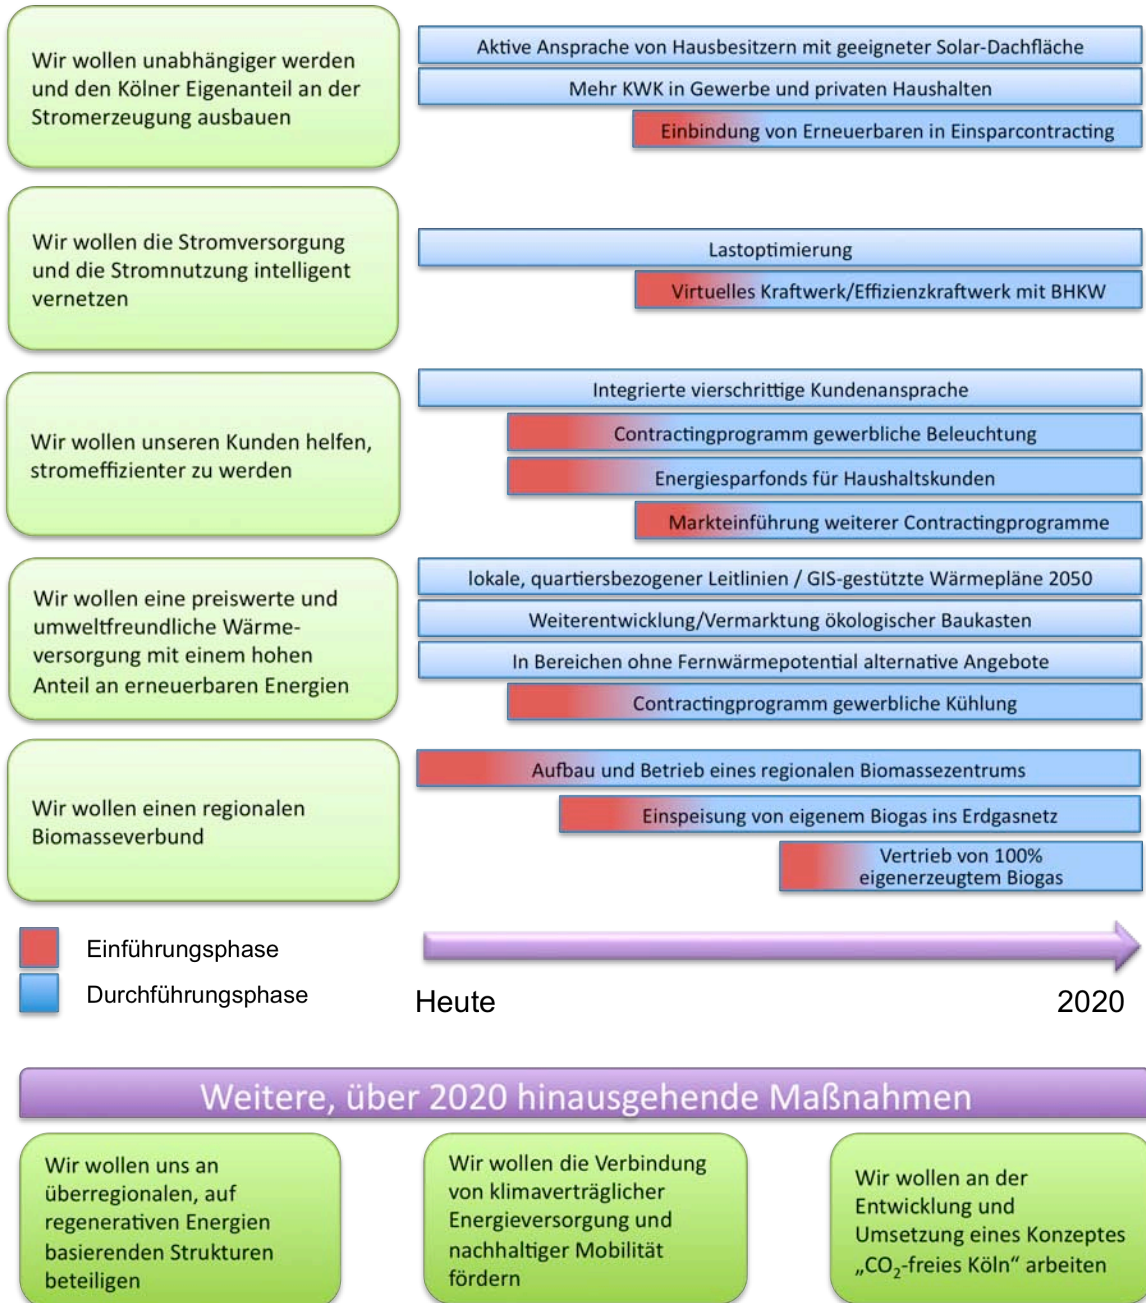 Wir wollen unabhängiger werden
und den Kölner Eigenanteil an der
Stromerzeugung ausbauen
Aktive Ansprache von Hausbesitzern mit geeigneter Solar-Dachfläche
Mehr KWK in Gewerbe und privaten Haushalten
Einbindung von Erneuerbaren in Einsparcontracting
Wir wollen die Stromversorgung
und die Stromnutzung intelligent
vernetzen
Lastoptimierung
Virtuelles Kraftwerk/Effizienzkraftwerk mit BHKW
Wir wollen unseren Kunden helfen,
stromeffizienter zu werden
Integrierte vierschrittige Kundenansprache
Contractingprogramm gewerbliche Beleuchtung
Energiesparfonds für Haushaltskunden
Markteinführung weiterer Contractingprogramme
Wir wollen eine preiswerte und
umweltfreundliche Wärme-
versorgung mit einem hohen
Anteil an erneuerbaren Energien
lokale, quartiersbezogener Leitlinien / GIS-gestützte Wärmepläne 2050
Weiterentwicklung/Vermarktung ökologischer Baukasten
In Bereichen ohne Fernwärmepotential alternative Angebote
Contractingprogramm gewerbliche Kühlung
Wir wollen einen regionalen
Biomasseverbund
Aufbau und Betrieb eines regionalen Biomassezentrums
Einspeisung von eigenem Biogas ins Erdgasnetz
Vertrieb von 100%
eigenerzeugtem Biogas
Einführungsphase
Durchführungsphase
Heute
2020
Weitere, über 2020 hinausgehende Maßnahmen
Wir wollen uns an
überregionalen, auf
regenerativen Energien
basierenden Strukturen
beteiligen
Wir wollen die Verbindung
von klimaverträglicher
Energieversorgung und
nachhaltiger Mobilität
fördern
Wir wollen an der
Entwicklung und
Umsetzung eines Konzeptes
„CO₂-freies Köln“ arbeiten